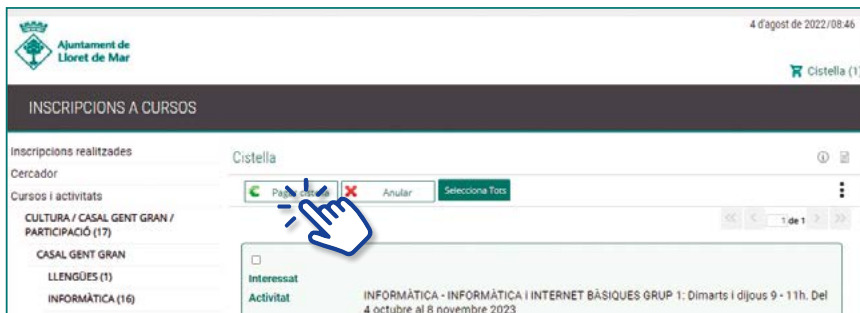 4 d'agost de 2022/08:46
Ajuntament de
Lloret de Mar
Cistella (1)
INSCRIPCIONS A CURSOS
Inscripcions realitzades
Cercador
Cursos i activitats
CULTURA / CASAL GENT GRAN /
PARTICIPACIÓ (17)
CASAL GENT GRAN
LLENGÜES (1)
INFORMÀTICA (16)
Cistella
Pagar cistella Anular Selecciona Tots
1 de 1
Interessat
Activitat INFORMÀTICA - INFORMÀTICA I INTERNET BÀSIQUES GRUP 1: Dimarts i dijous 9 - 11h. Del
4 octubre al 8 novembre 2023